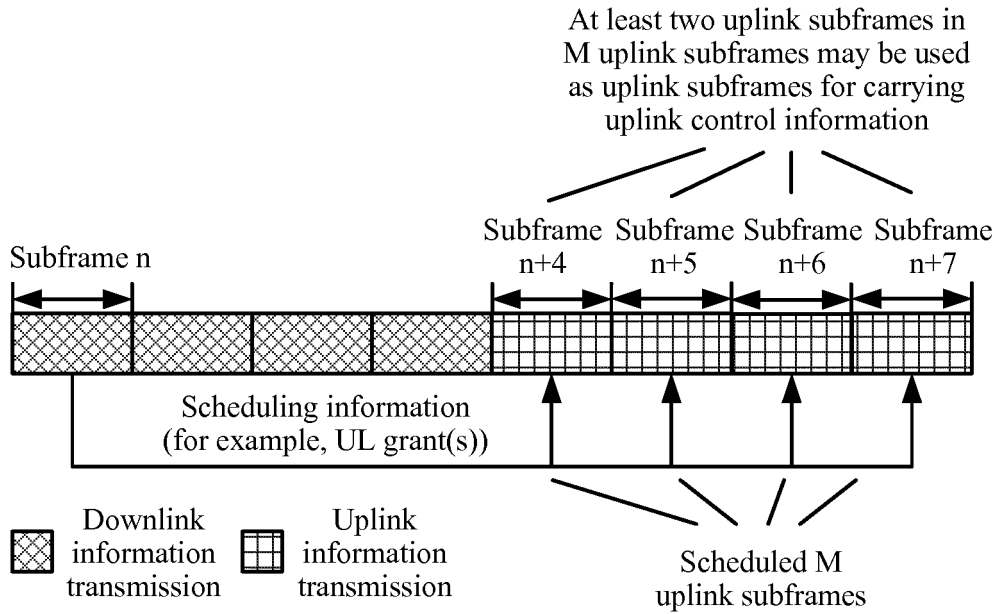 At least two uplink subframes in
M uplink subframes may be used
as uplink subframes for carrying
uplink control information
Subframe n
Subframe
n+4
Subframe
n+5
Subframe
n+6
Subframe
n+7
Scheduling information
(for example, UL grant(s))
Downlink
information
transmission
Uplink
information
transmission
Scheduled M
uplink subframes